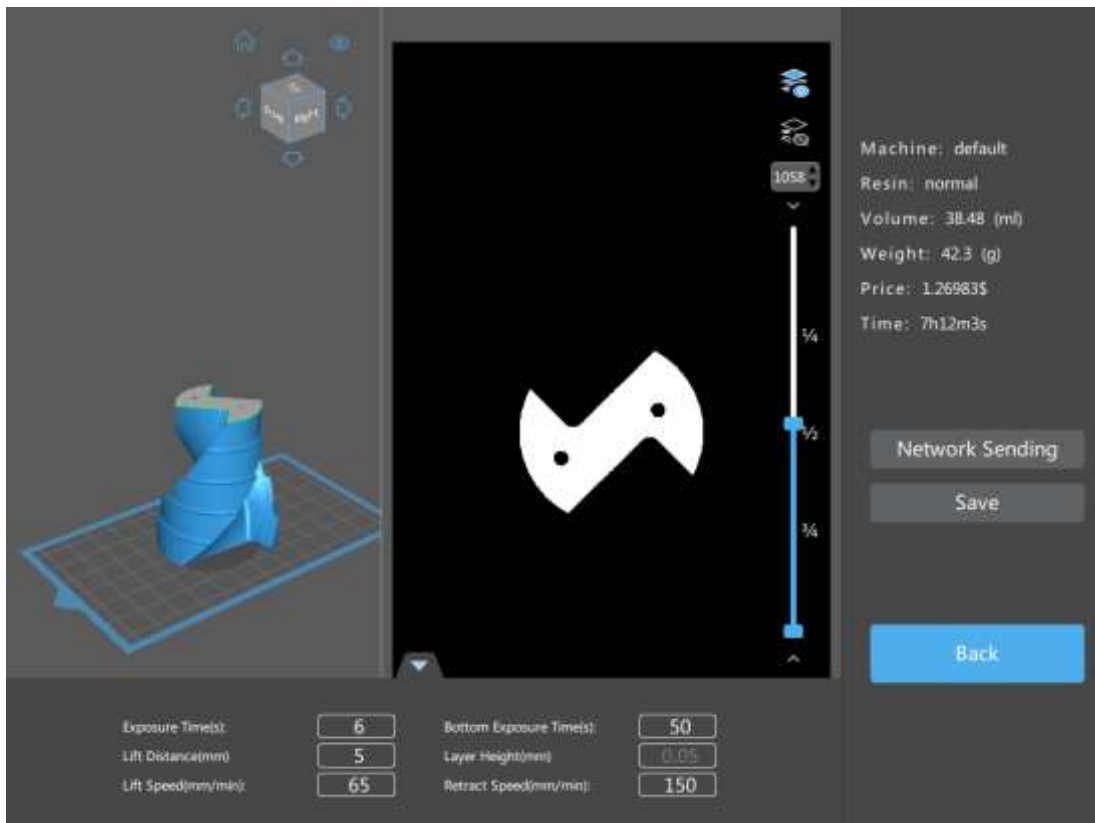 Right
1058
¼
½
¾
Machine: default
Resin: normal
Volume: 38.48 (ml)
Weight: 42.3 (g)
Price: 1.26983$
Time: 7h12m3s
Network Sending
Save
Back
Exposure Time(s): 6
Bottom Exposure Time(s): 50
Lift Distance(mm) 5
Layer Height(mm) 0.05
Lift Speed(mm/min): 65
Retract Speed(mm/min): 150